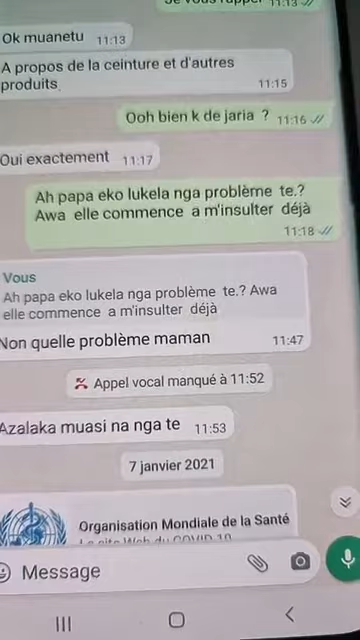 Je vous rappel 11:13
Ok muanetu 11:13
A propos de la ceinture et d'autres
produits 11:15
Ooh bien k de jaria ? 11:16
Oui exactement 11:17
Ah papa eko lukela nga problème te.?
Awa elle commence a m'insulter déjà
11:18
Vous
Ah papa eko lukela nga problème te.? Awa
elle commence a m'insulter déjà
Non quelle problème maman 11:47
Appel vocal manqué à 11:52
Azalaka muasi na nga te 11:53
7 janvier 2021
Organisation Mondiale de la Santé
Message